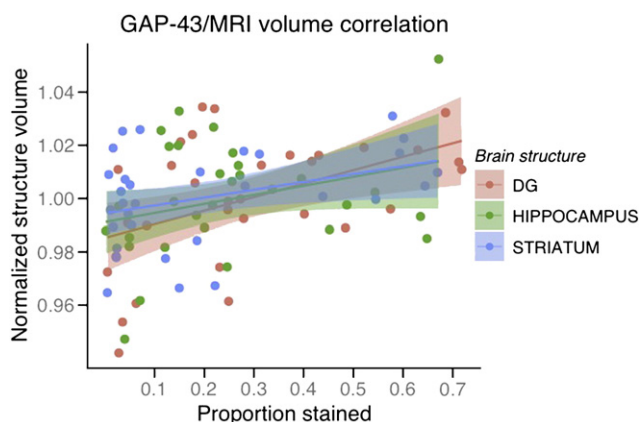 GAP-43/MRI volume correlation
Normalized structure volume
1.04
1.02
1.00
0.98
0.96
0.1 0.2 0.3 0.4 0.5 0.6 0.7
Proportion stained
Brain structure
DG
HIPPOCAMPUS
STRIATUM